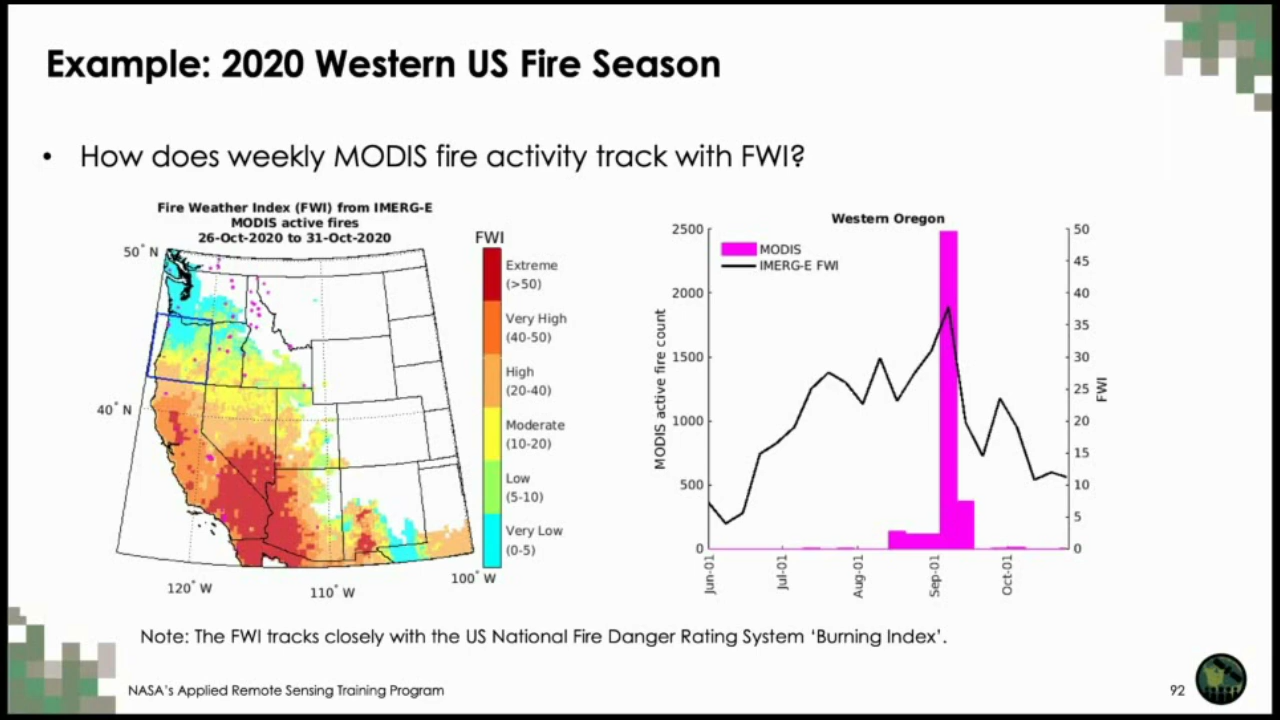 Example: 2020 Western US Fire Season
• How does weekly MODIS fire activity track with FWI?
Fire Weather Index (FWI) from IMERG-E
MODIS active fires
26-Oct-2020 to 31-Oct-2020
50° N
40° N
120° W
110° W
100° W
FWI
Extreme
(>50)
Very High
(40-50)
High
(20-40)
Moderate
(10-20)
Low
(5-10)
Very Low
(0-5)
Western Oregon
MODIS
IMERG-E FWI
MODIS active fire count
2500
2000
1500
1000
500
0
50
45
40
35
30
25
20
15
10
5
0
FWI
Jun-01
Jul-01
Aug-01
Sep-01
Oct-01
Note: The FWI tracks closely with the US National Fire Danger Rating System ‘Burning Index’.
NASA’s Applied Remote Sensing Training Program
92